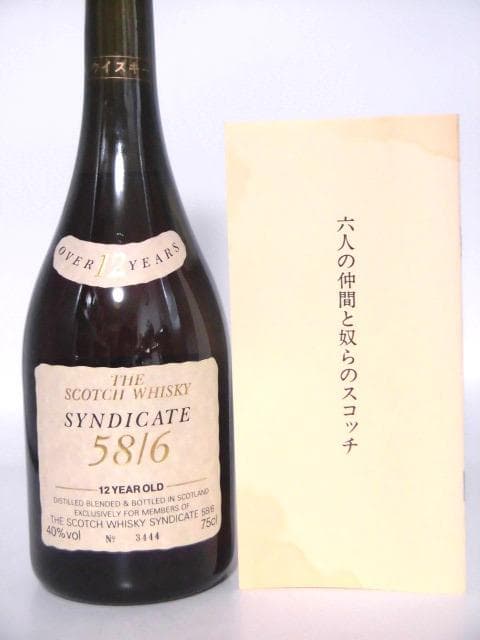 ウイスキー
OVER 12 YEARS
THE
SCOTCH WHISKY
SYNDICATE
58/6
12 YEAR OLD
DISTILLED BLENDED & BOTTLED IN SCOTLAND
EXCLUSIVELY FOR MEMBERS OF
THE SCOTCH WHISKY SYNDICATE 58/6
40%vol Nº 3444 75cl
六人の仲間と奴らのスコッチ